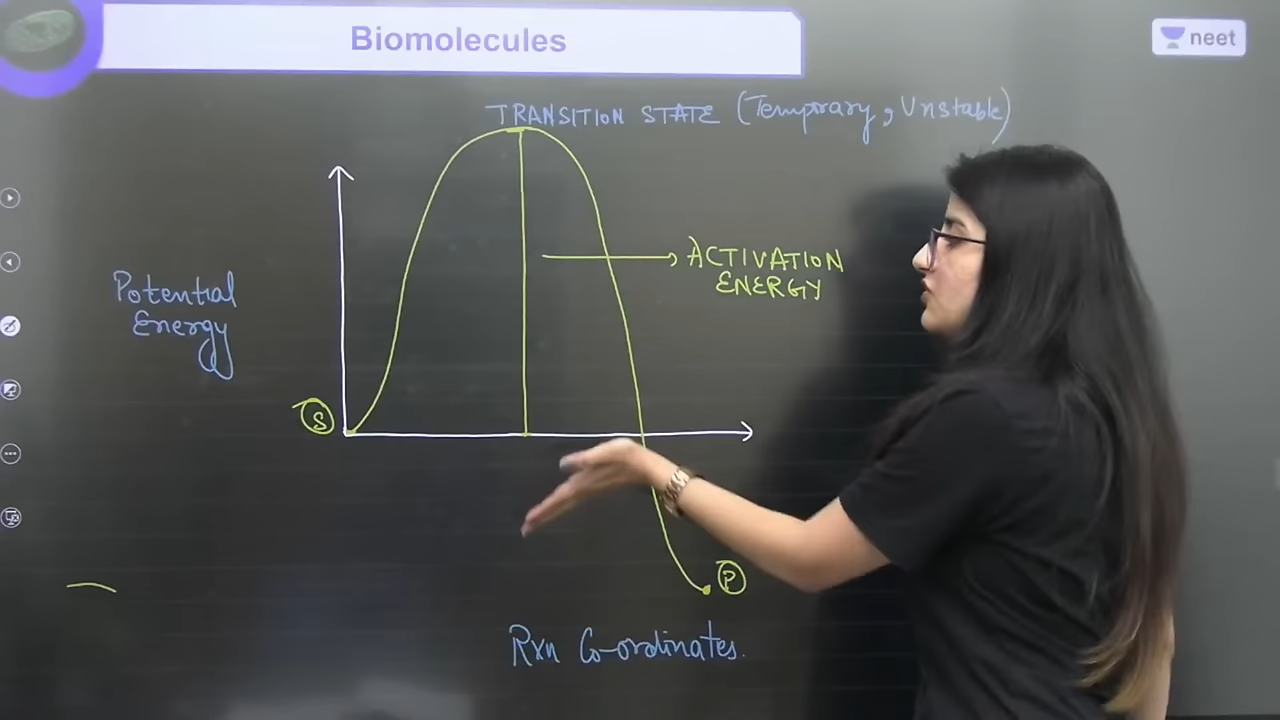 Biomolecules
neet
TRANSITION STATE (Temporary, Unstable)
ACTIVATION
ENERGY
Potential
Energy
S
P
Rxn Co-ordinates.